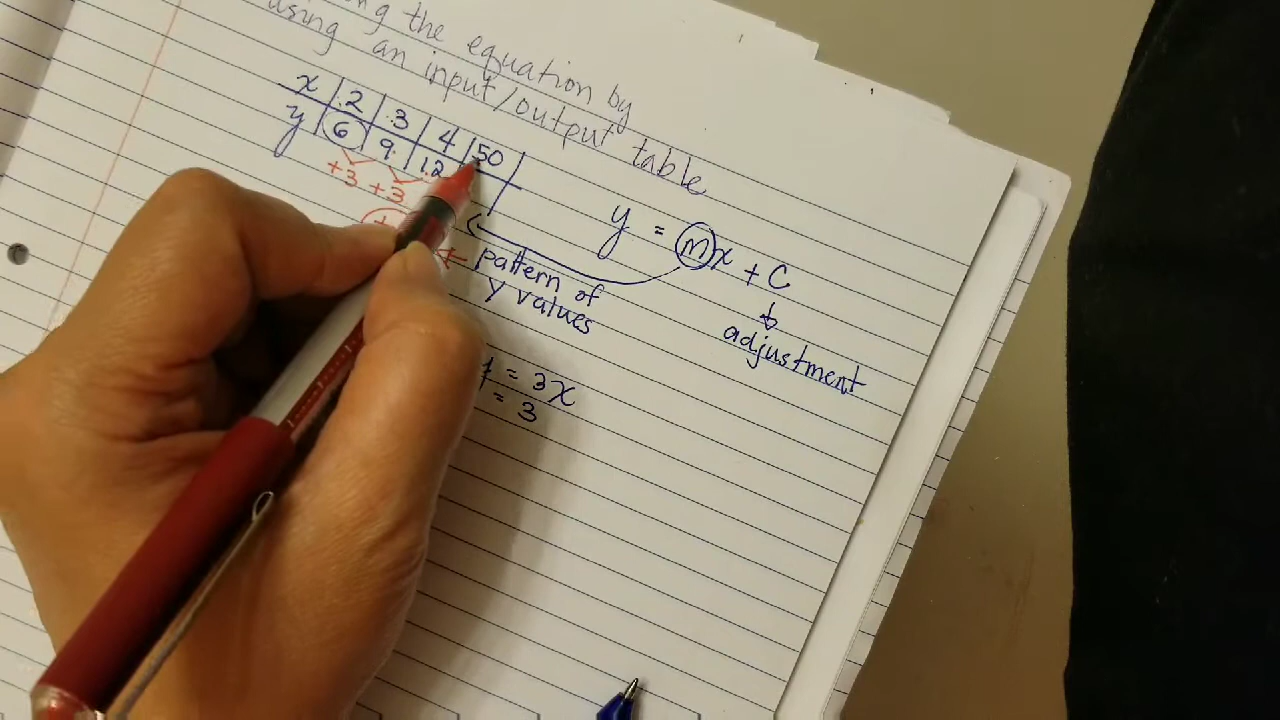 the equation by
using an input/output table
x 2 3 4 50
y 6 9 12
+3 +3
y = mx + c
← pattern of
y values
↓
adjustment
= 3x
= 3